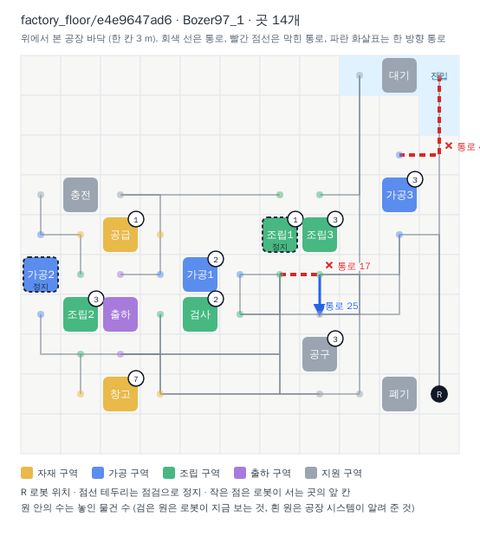 factory_floor/e4e9647ad6 · Bozer97_1 · 곳 14개
위에서 본 공장 바닥 (한 칸 3 m). 회색 선은 통로, 빨간 점선은 막힌 통로, 파란 화살표는 한 방향 통로
대기
진입
✖ 통로 4
충전
3
가공3
1
공급
1
조립1
정지
3
조립3
가공2
정지
2
가공1
✖ 통로 17
통로 25
3
조립2
출하
2
검사
3
공구
7
창고
폐기
R
자재 구역
가공 구역
조립 구역
출하 구역
지원 구역
R 로봇 위치 · 점선 테두리는 점검으로 정지 · 작은 점은 로봇이 서는 곳의 앞 칸
원 안의 수는 놓인 물건 수 (검은 원은 로봇이 지금 보는 것, 흰 원은 공장 시스템이 알려 준 것)